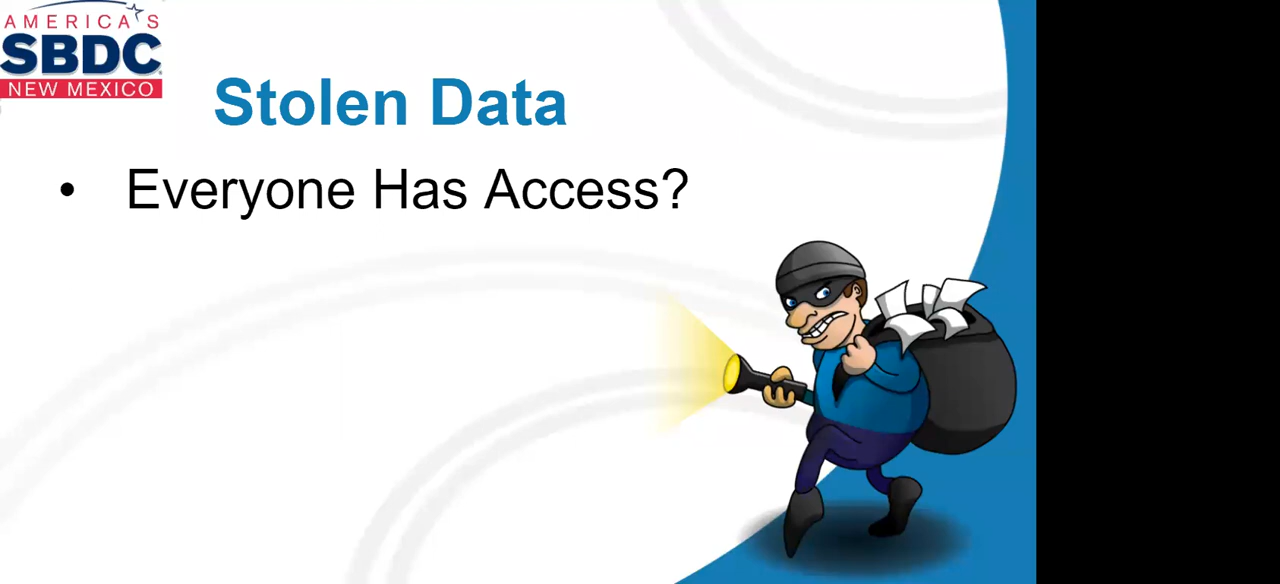 AMERICA'S
SBDC
NEW MEXICO
Stolen Data
• Everyone Has Access?